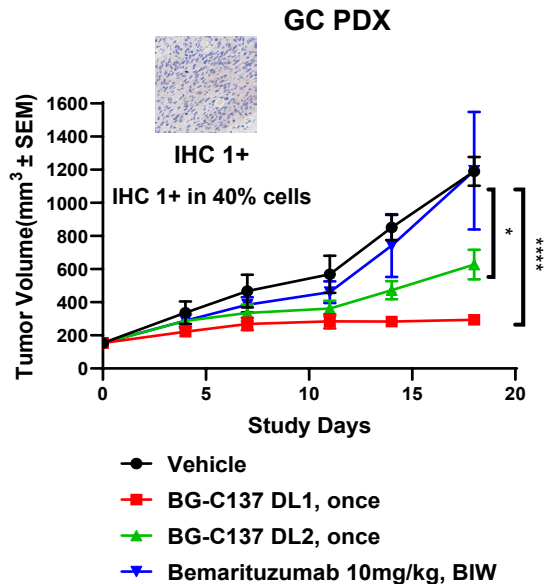 GC PDX
IHC 1+
IHC 1+ in 40% cells
Tumor Volume(mm³ ± SEM)
1600
1400
1200
1000
800
600
400
200
0
0 5 10 15 20
Study Days
*
****
Vehicle
BG-C137 DL1, once
BG-C137 DL2, once
Bemarituzumab 10mg/kg, BIW